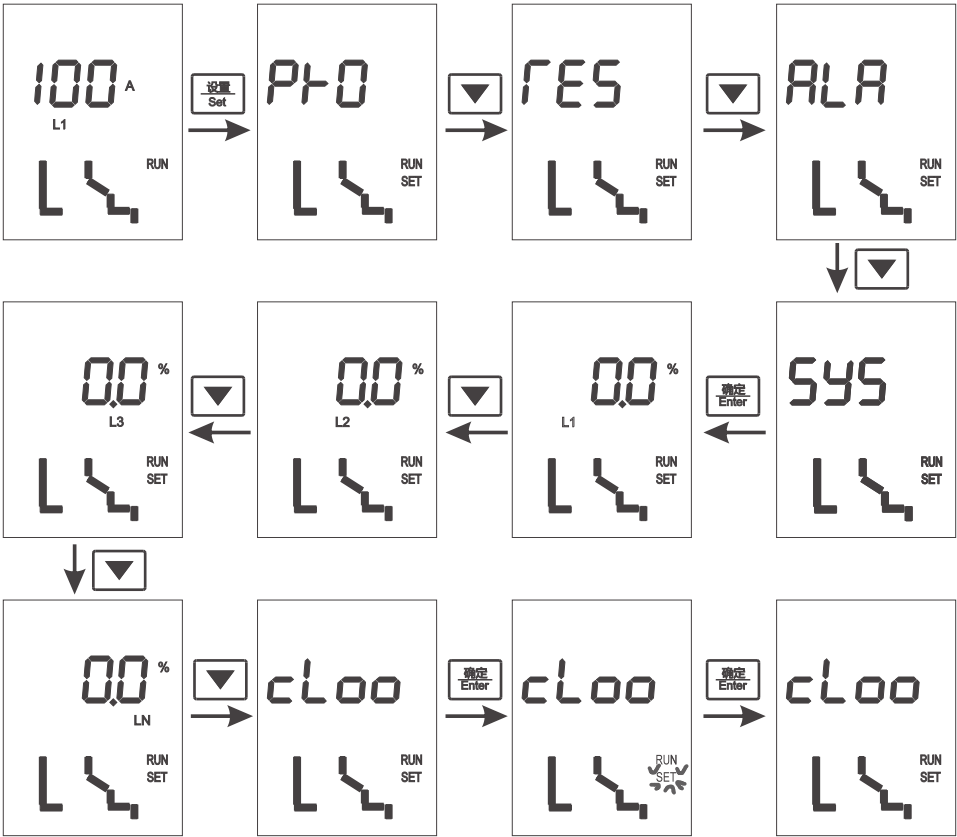 100 A
L1
RUN
L
设置
Set
PrO
RUN
SET
L
rES
RUN
SET
L
ALA
RUN
SET
L
SYS
RUN
SET
L
确定
Enter
0.0 %
L1
RUN
SET
L
0.0 %
L2
RUN
SET
L
0.0 %
L3
RUN
SET
L
0.0 %
LN
RUN
SET
L
cLoo
RUN
SET
L
确定
Enter
cLoo
RUN
SET
L
确定
Enter
cLoo
RUN
SET
L